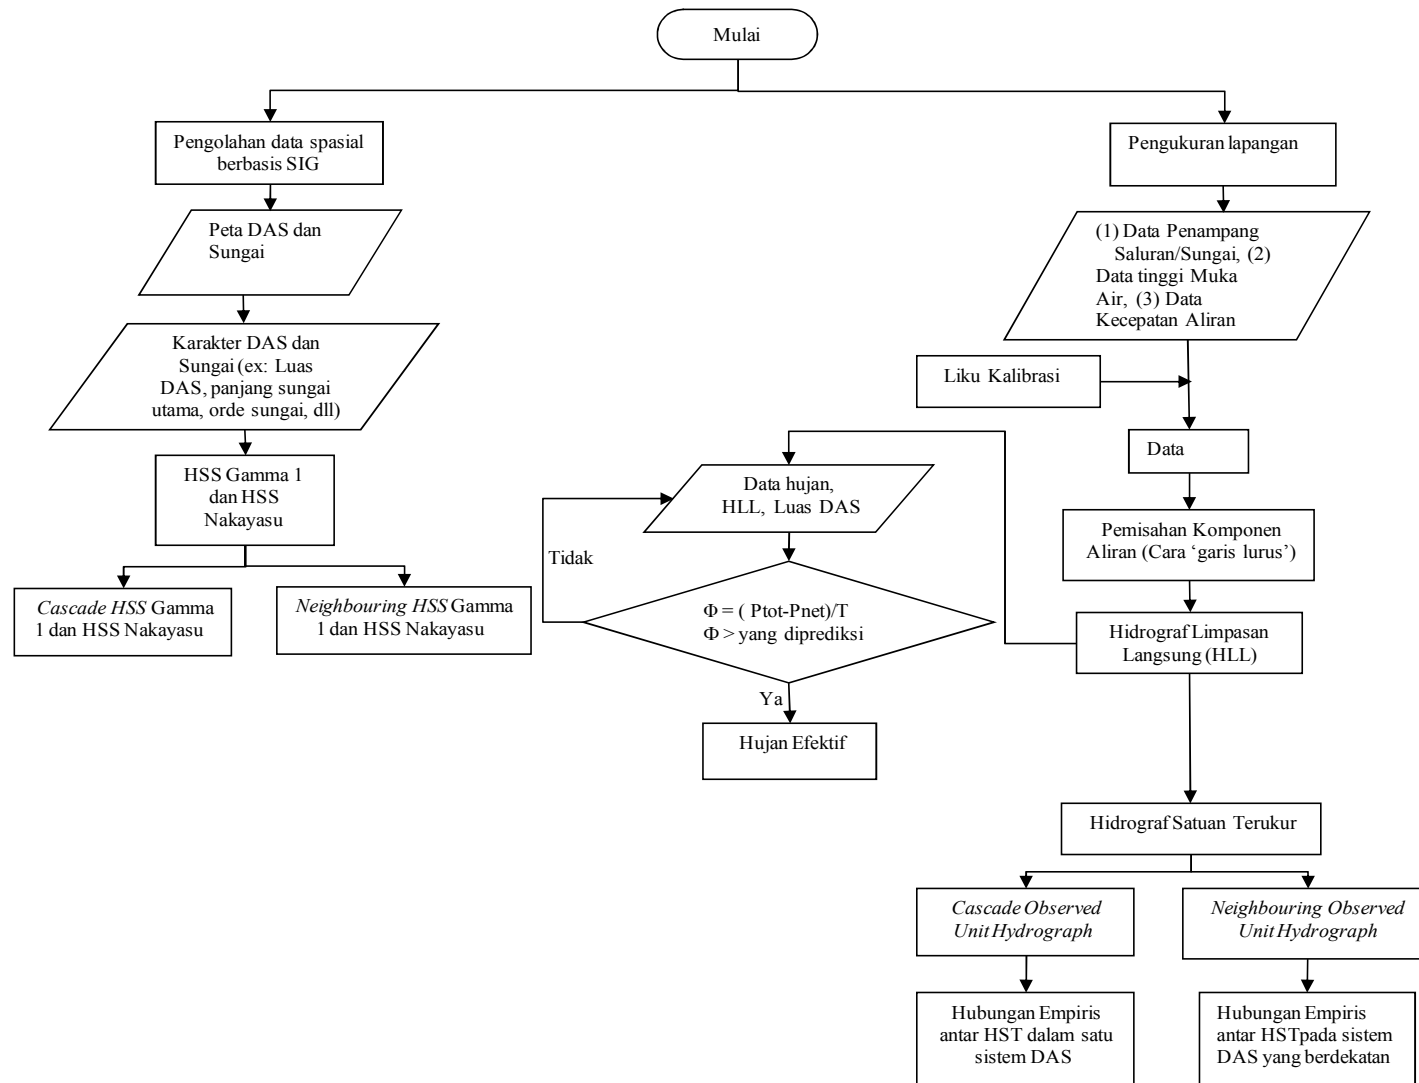 Mulai
Pengolahan data spasial
berbasis SIG
Peta DAS dan
Sungai
Karakter DAS dan
Sungai (ex: Luas
DAS, panjang sungai
utama, orde sungai, dll)
HSS Gamma 1
dan HSS
Nakayasu
Cascade HSS Gamma
1 dan HSS Nakayasu
Neighbouring HSS Gamma
1 dan HSS Nakayasu
Pengukuran lapangan
(1) Data Penampang
Saluran/Sungai, (2)
Data tinggi Muka
Air, (3) Data
Kecepatan Aliran
Liku Kalibrasi
Data
Pemisahan Komponen
Aliran (Cara ‘garis lurus’)
Hidrograf Limpasan
Langsung (HLL)
Data hujan,
HLL, Luas DAS
Tidak
Φ = ( Ptot-Pnet)/T
Φ > yang diprediksi
Ya
Hujan Efektif
Hidrograf Satuan Terukur
Cascade Observed
Unit Hydrograph
Neighbouring Observed
Unit Hydrograph
Hubungan Empiris
antar HST dalam satu
sistem DAS
Hubungan Empiris
antar HSTpada sistem
DAS yang berdekatan